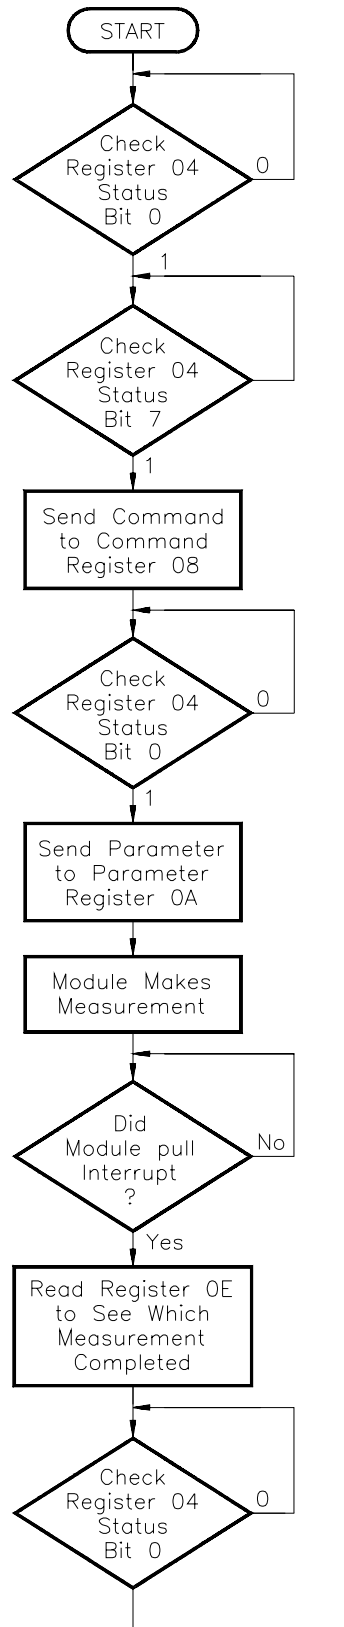 START
Check
Register 04
Status
Bit 0
0
1
Check
Register 04
Status
Bit 7
1
Send Command
to Command
Register 08
Check
Register 04
Status
Bit 0
0
1
Send Parameter
to Parameter
Register 0A
Module Makes
Measurement
Did
Module pull
Interrupt
?
No
Yes
Read Register 0E
to See Which
Measurement
Completed
Check
Register 04
Status
Bit 0
0